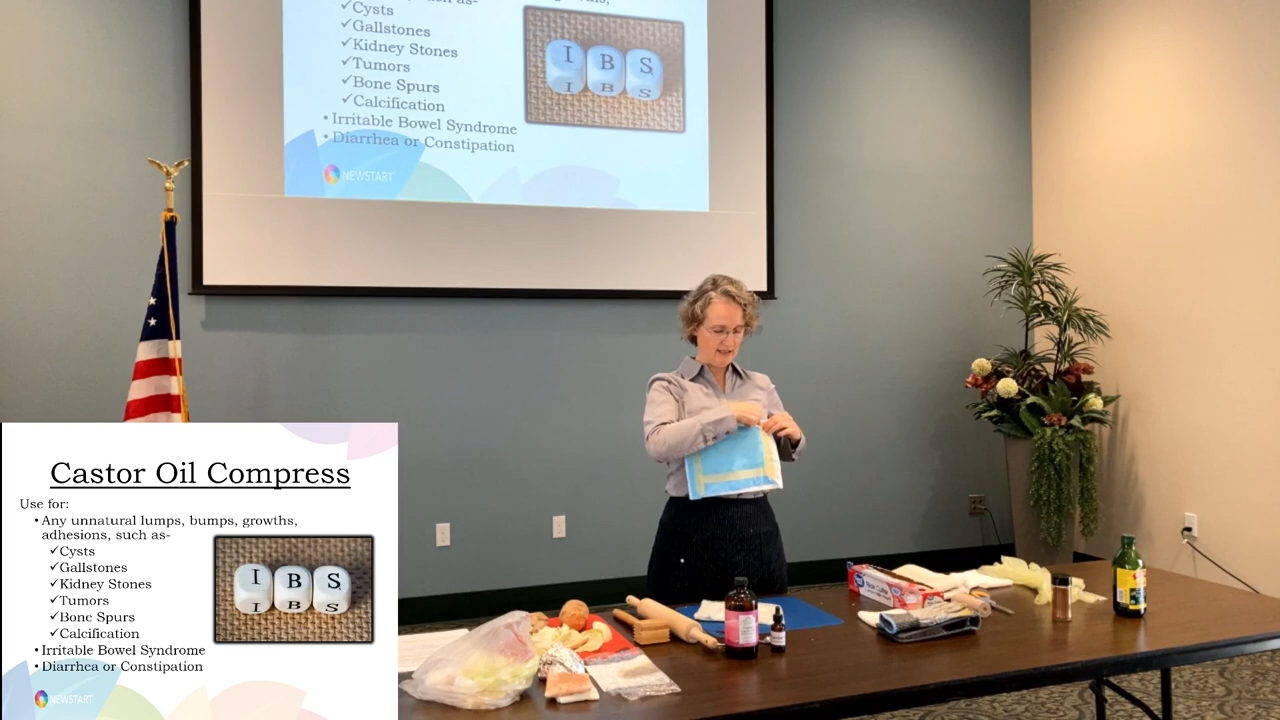 Cysts
Gallstones
Kidney Stones
Tumors
Bone Spurs
Calcification
• Irritable Bowel Syndrome
• Diarrhea or Constipation
I B S
I B S
NEWSTART
Castor Oil Compress
Use for:
• Any unnatural lumps, bumps, growths,
adhesions, such as-
✓Cysts
✓Gallstones
✓Kidney Stones
✓Tumors
✓Bone Spurs
✓Calcification
• Irritable Bowel Syndrome
• Diarrhea or Constipation
I B S
I B S
NEWSTART